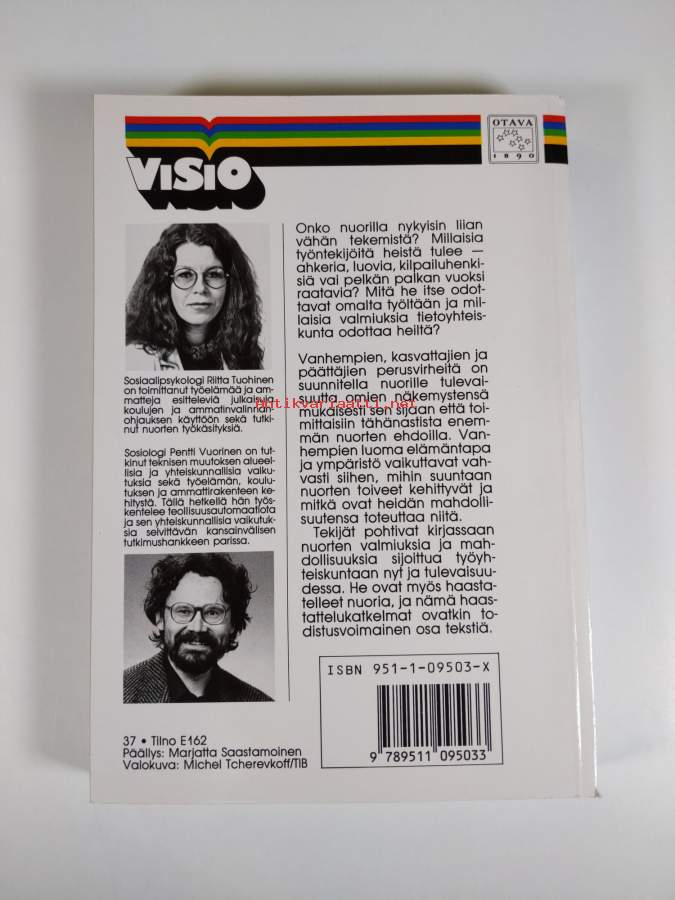 OTAVA
1890
VISIO
Sosiaalipsykologi Riitta Tuohinen
on toimittanut työelämää ja am-
matteja esitteleviä julkaisuja
koulujen ja ammatinvalinnan-
ohjauksen käyttöön sekä tutki-
nut nuorten työkäsityksiä.
Sosiologi Pentti Vuorinen on tut-
kinut teknisen muutoksen alueel-
lisia ja yhteiskunnallisia vaiku-
tuksia sekä työelämän, koulu-
tuksen ja ammattirakenteen ke-
hitystä. Tällä hetkellä hän työs-
kentelee teollisuusautomaatiota
ja sen yhteiskunnallisia vaikutuk-
sia selvittävän kansainvälisen
tutkimushankkeen parissa.
37 • Tilno E162
Päällys: Marjatta Saastamoinen
Valokuva: Michel Tcherevkoff/TIB
Onko nuorilla nykyisin liian
vähän tekemistä? Millaisia
työntekijöitä heistä tulee —
ahkeria, luovia, kilpailuhenki-
siä vai pelkän palkan vuoksi
raatavia? Mitä he itse odot-
tavat omalta työltään ja mil-
laisia valmiuksia tietoyhteis-
kunta odottaa heiltä?
Vanhempien, kasvattajien ja
päättäjien perusvirheitä on
suunnitella nuorille tulevai-
suutta omien näkemystensä
mukaisesti sen sijaan että toi-
mittaisiin tähänastista enem-
män nuorten ehdoilla. Van-
hempien luoma elämäntapa
ja ympäristö vaikuttavat vah-
vasti siihen, mihin suuntaan
nuorten toiveet kehittyvät ja
mitkä ovat heidän mahdolli-
suutensa toteuttaa niitä.
Tekijät pohtivat kirjassaan
nuorten valmiuksia ja mah-
dollisuuksia sijoittua työyh-
teiskuntaan nyt ja tulevaisuu-
dessa. He ovat myös haasta-
telleet nuoria, ja nämä haas-
tattelukatkelmat ovatkin to-
distusvoimainen osa tekstiä.
ISBN 951-1-09503-X
9 789511 095033
antikvariaatti.net